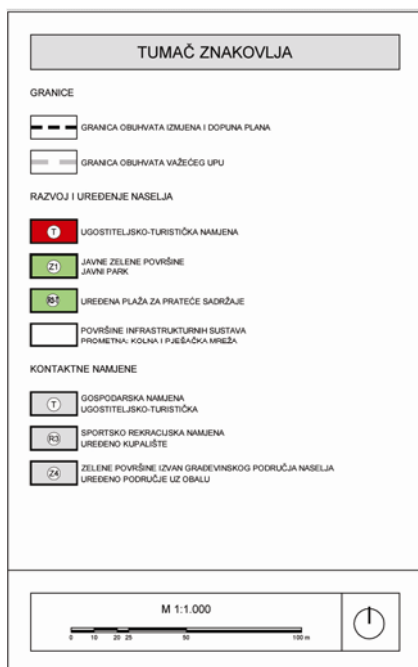 TUMAČ ZNAKOVLJA
GRANICE
GRANICA OBUHVATA IZMJENA I DOPUNA PLANA
GRANICA OBUHVATA VAŽEĆEG UPU
RAZVOJ I UREĐENJE NASELJA
T UGOSTITELJSKO-TURISTIČKA NAMJENA
Z1 JAVNE ZELENE POVRŠINE
JAVNI PARK
UREĐENA PLAŽA ZA PRATEĆE SADRŽAJE
POVRŠINE INFRASTRUKTURNIH SUSTAVA
PROMETNA: KOLNA I PJEŠAČKA MREŽA
KONTAKTNE NAMJENE
T GOSPODARSKA NAMJENA
UGOSTITELJSKO-TURISTIČKA
R3 SPORTSKO REKRACIJSKA NAMJENA
UREĐENO KUPALIŠTE
Z4 ZELENE POVRŠINE IZVAN GRAĐEVINSKOG PODRUČJA NASELJA
UREĐENO PODRUČJE UZ OBALU
M 1:1.000
0 10 20 25 50 100 m